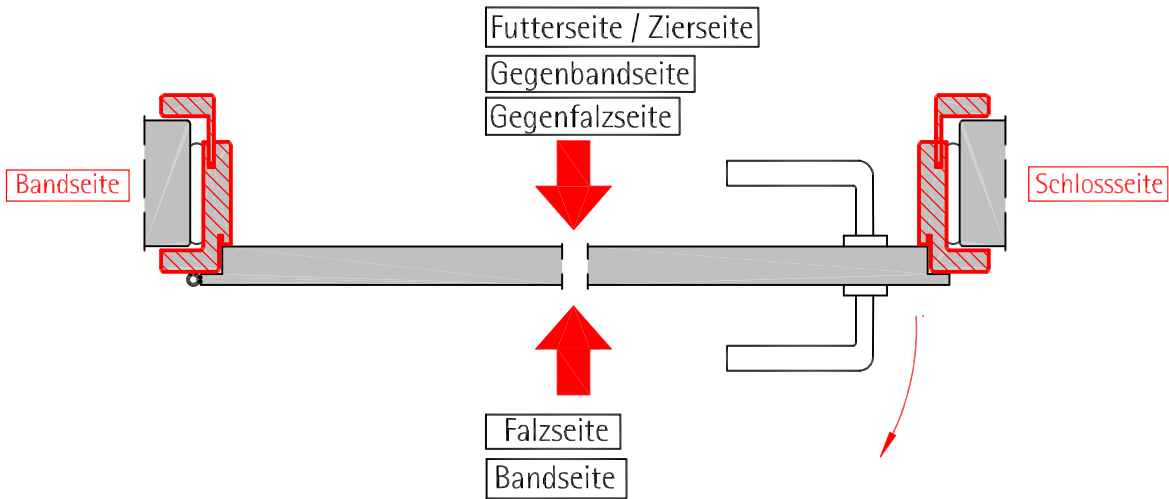 Futterseite / Zierseite
Gegenbandseite
Gegenfalzseite
Bandseite
Schlossseite
Falzseite
Bandseite